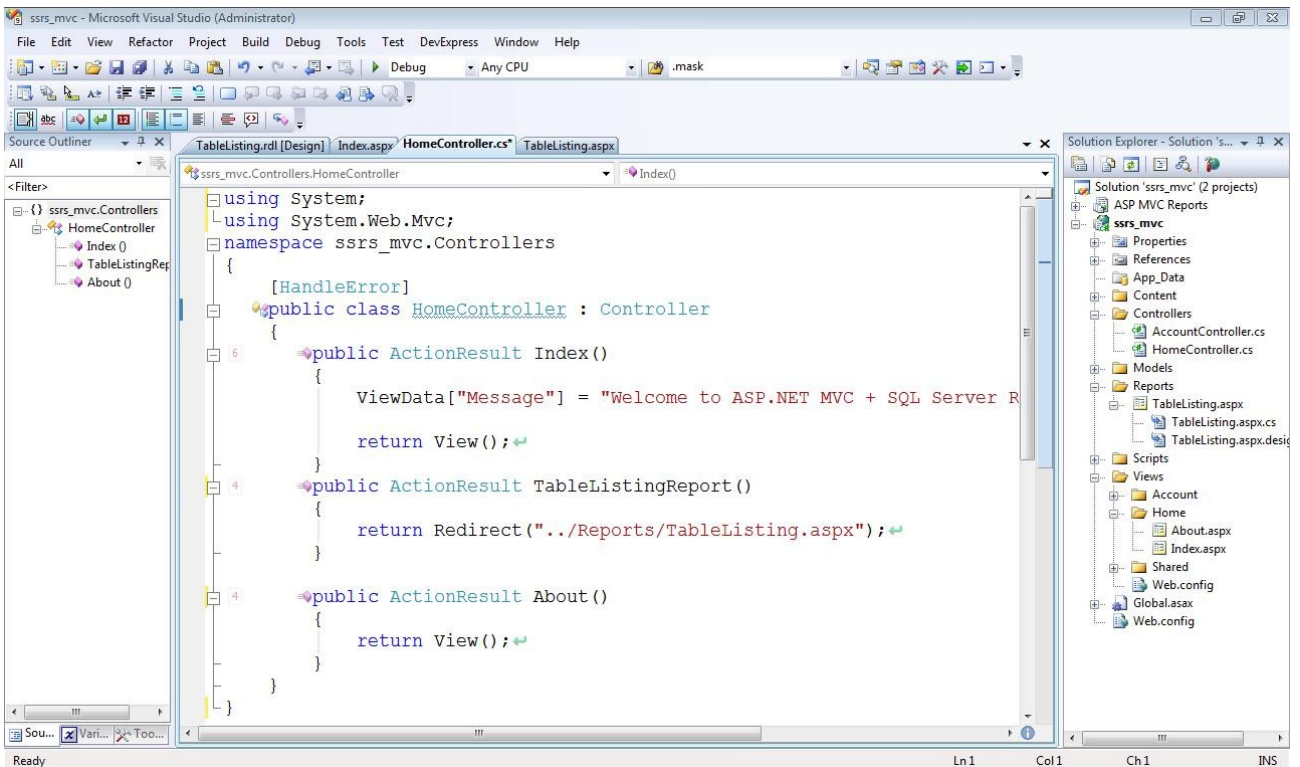 ssrs_mvc - Microsoft Visual Studio (Administrator)
File Edit View Refactor Project Build Debug Tools Test DevExpress Window Help
Debug Any CPU .mask
abc 12
Source Outliner
All
<Filter>
{} ssrs_mvc.Controllers
HomeController
Index ()
TableListingRep
About ()
Sou... Vari... Too...
TableListing.rdl [Design] Index.aspx HomeController.cs* TableListing.aspx
ssrs_mvc.Controllers.HomeController Index()
using System;
using System.Web.Mvc;
namespace ssrs_mvc.Controllers
{
[HandleError]
public class HomeController : Controller
{
6 public ActionResult Index()
{
ViewData["Message"] = "Welcome to ASP.NET MVC + SQL Server R
return View();
}
4 public ActionResult TableListingReport()
{
return Redirect("../Reports/TableListing.aspx");
}
4 public ActionResult About()
{
return View();
}
}
}
Solution Explorer - Solution 's...
Solution 'ssrs_mvc' (2 projects)
ASP MVC Reports
ssrs_mvc
Properties
References
App_Data
Content
Controllers
AccountController.cs
HomeController.cs
Models
Reports
TableListing.aspx
TableListing.aspx.cs
TableListing.aspx.desig
Scripts
Views
Account
Home
About.aspx
Index.aspx
Shared
Web.config
Global.asax
Web.config
Ready Ln 1 Col 1 Ch 1 INS